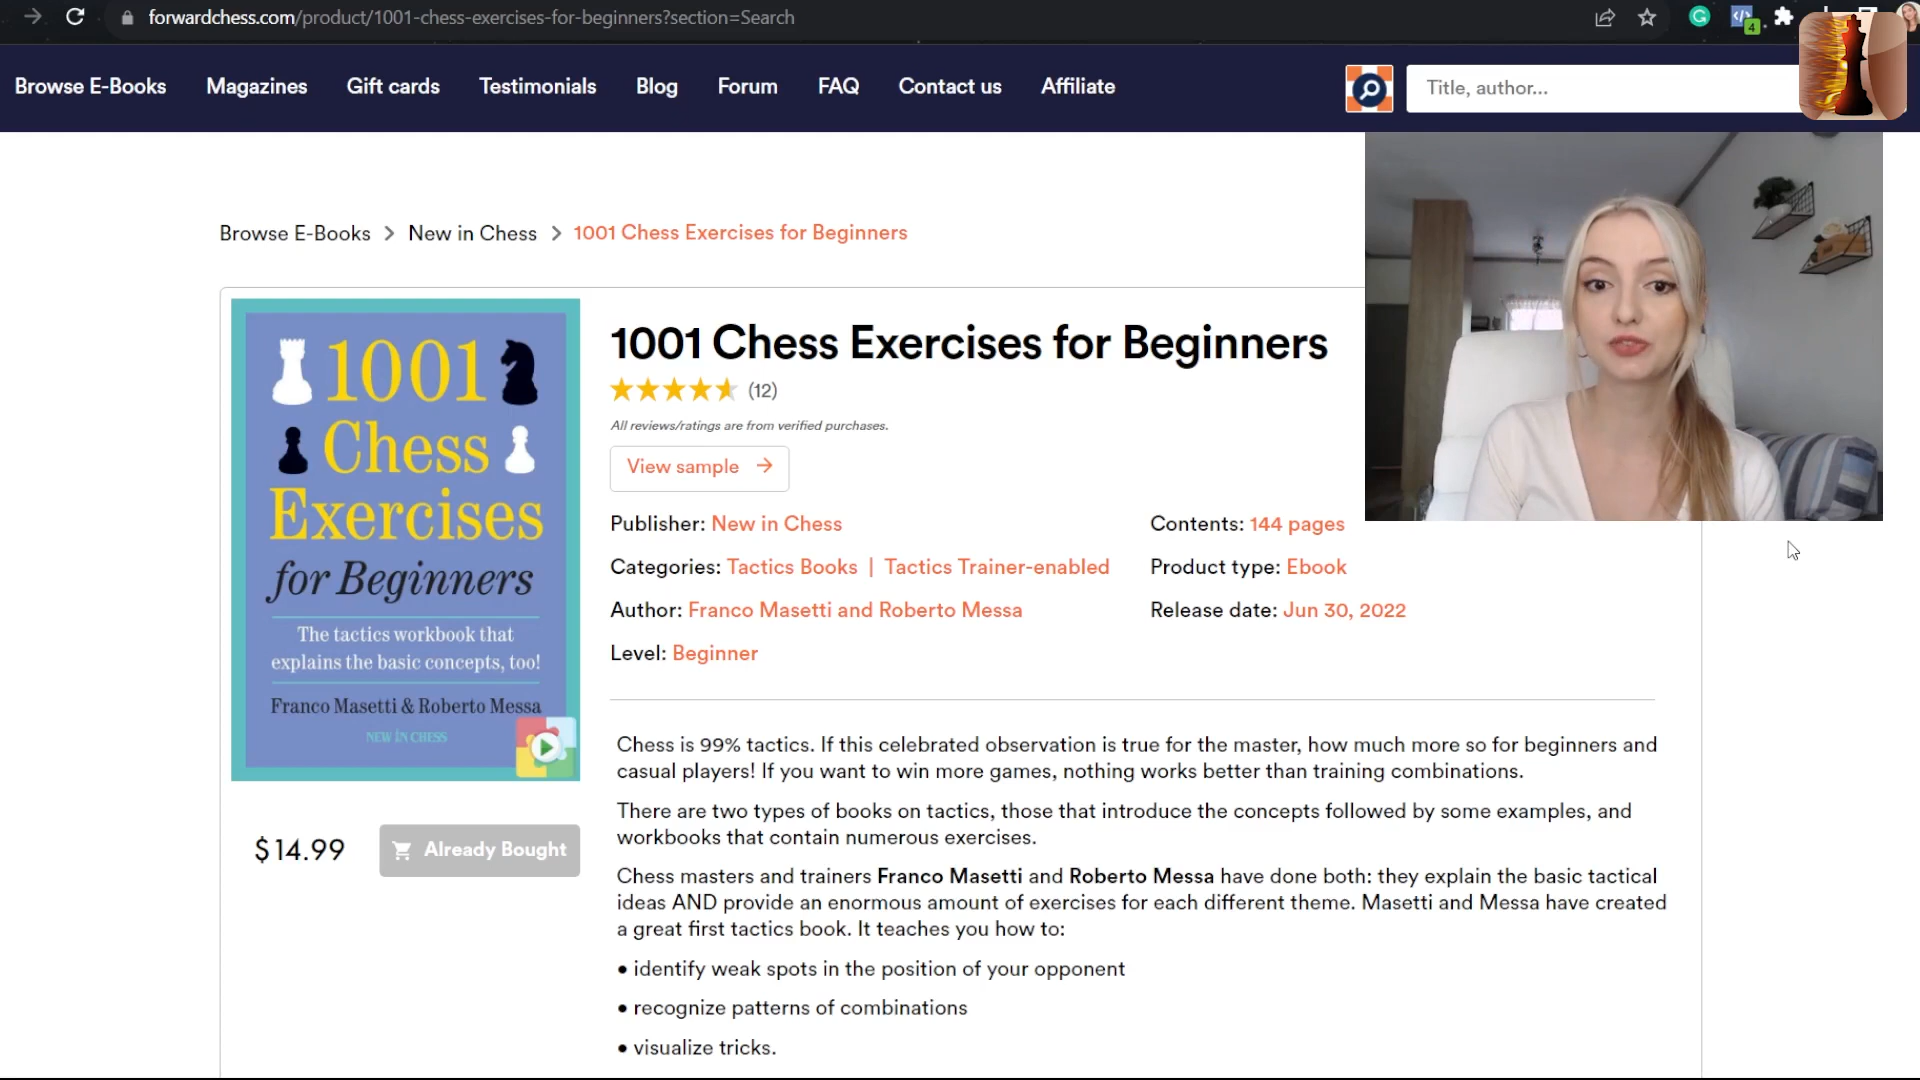 forwardchess.com/product/1001-chess-exercises-for-beginners?section=Search
4
Browse E-Books Magazines Gift cards Testimonials Blog Forum FAQ Contact us Affiliate
Title, author...
Browse E-Books > New in Chess > 1001 Chess Exercises for Beginners
1001
Chess
Exercises
for Beginners
The tactics workbook that
explains the basic concepts, too!
Franco Masetti & Roberto Messa
NEW IN CHESS
$14.99
Already Bought
1001 Chess Exercises for Beginners
(12)
All reviews/ratings are from verified purchases.
View sample
Publisher: New in Chess
Contents: 144 pages
Categories: Tactics Books | Tactics Trainer-enabled
Product type: Ebook
Author: Franco Masetti and Roberto Messa
Release date: Jun 30, 2022
Level: Beginner
Chess is 99% tactics. If this celebrated observation is true for the master, how much more so for beginners and
casual players! If you want to win more games, nothing works better than training combinations.
There are two types of books on tactics, those that introduce the concepts followed by some examples, and
workbooks that contain numerous exercises.
Chess masters and trainers Franco Masetti and Roberto Messa have done both: they explain the basic tactical
ideas AND provide an enormous amount of exercises for each different theme. Masetti and Messa have created
a great first tactics book. It teaches you how to:
• identify weak spots in the position of your opponent
• recognize patterns of combinations
• visualize tricks.